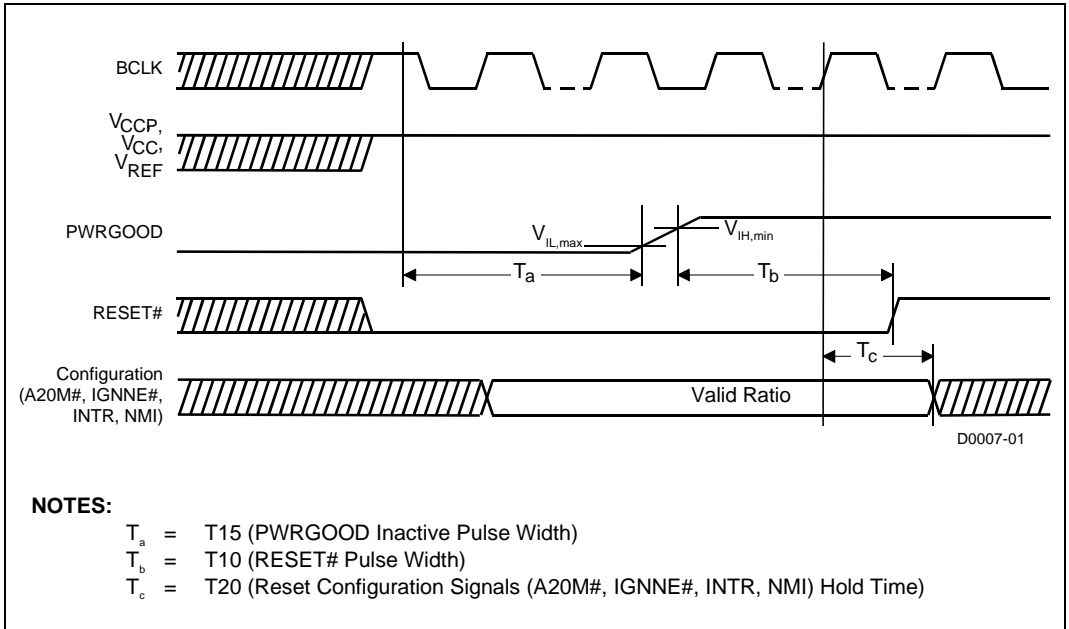 BCLK
VCCP,
VCC,
VREF
PWRGOOD
VIL,max
VIH,min
Ta
Tb
RESET#
Tc
Configuration
(A20M#, IGNNE#,
INTR, NMI)
Valid Ratio
D0007-01
NOTES:
Ta = T15 (PWRGOOD Inactive Pulse Width)
Tb = T10 (RESET# Pulse Width)
Tc = T20 (Reset Configuration Signals (A20M#, IGNNE#, INTR, NMI) Hold Time)